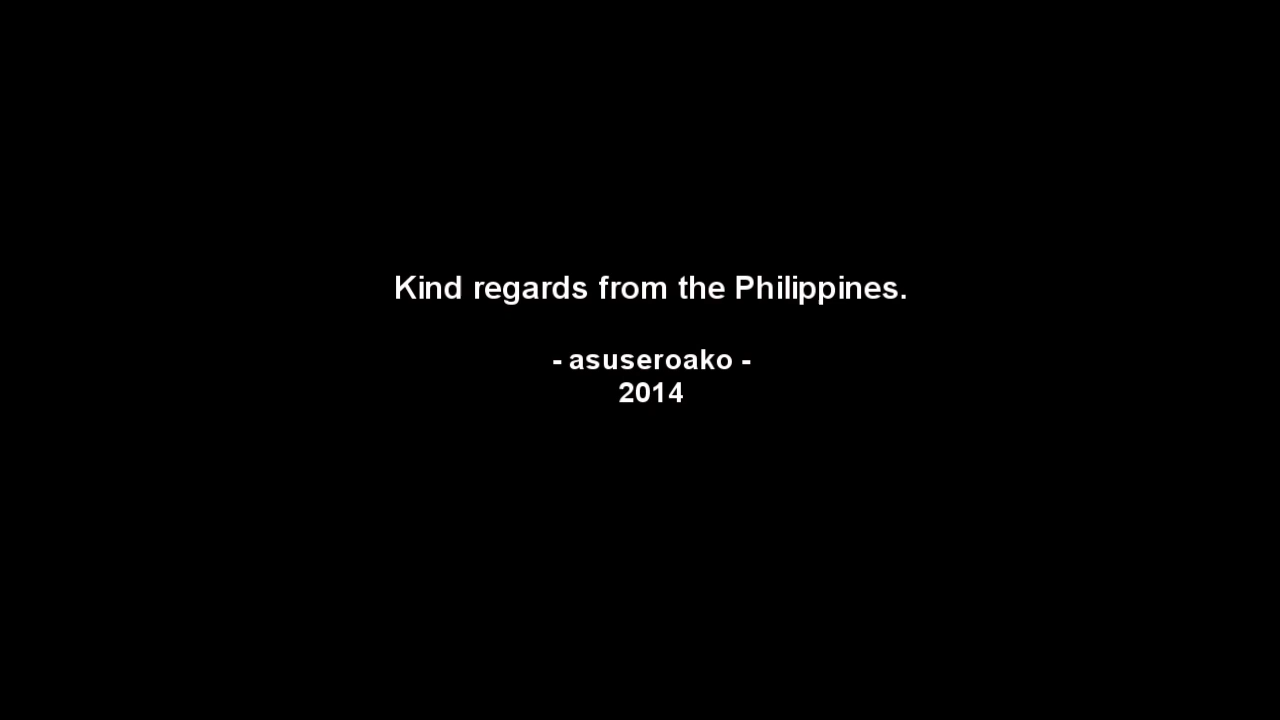 Kind regards from the Philippines.
- asuseroako -
2014